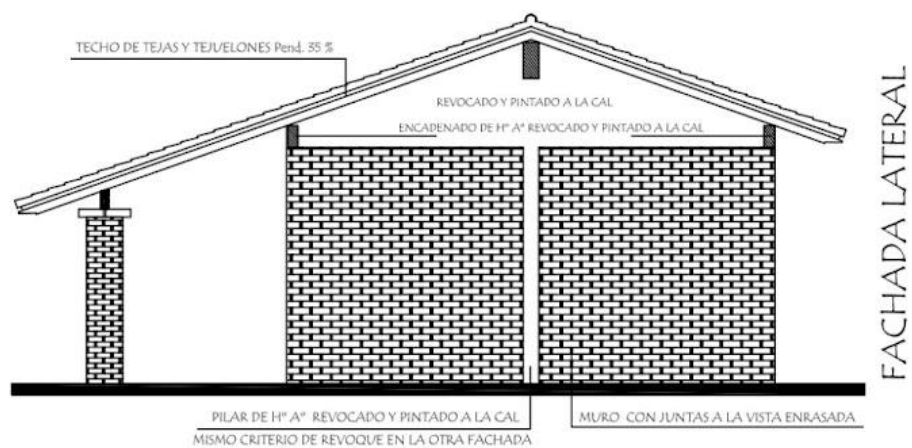 TECHO DE TEJAS Y TEJUELONES Pend. 35 %
REVOCADO Y PINTADO A LA CAL
ENCADENADO DE Hº Aº REVOCADO Y PINTADO A LA CAL
FACHADA LATERAL
PILAR DE Hº Aº REVOCADO Y PINTADO A LA CAL
MURO CON JUNTAS A LA VISTA ENRASADA
MISMO CRITERIO DE REVOQUE EN LA OTRA FACHADA